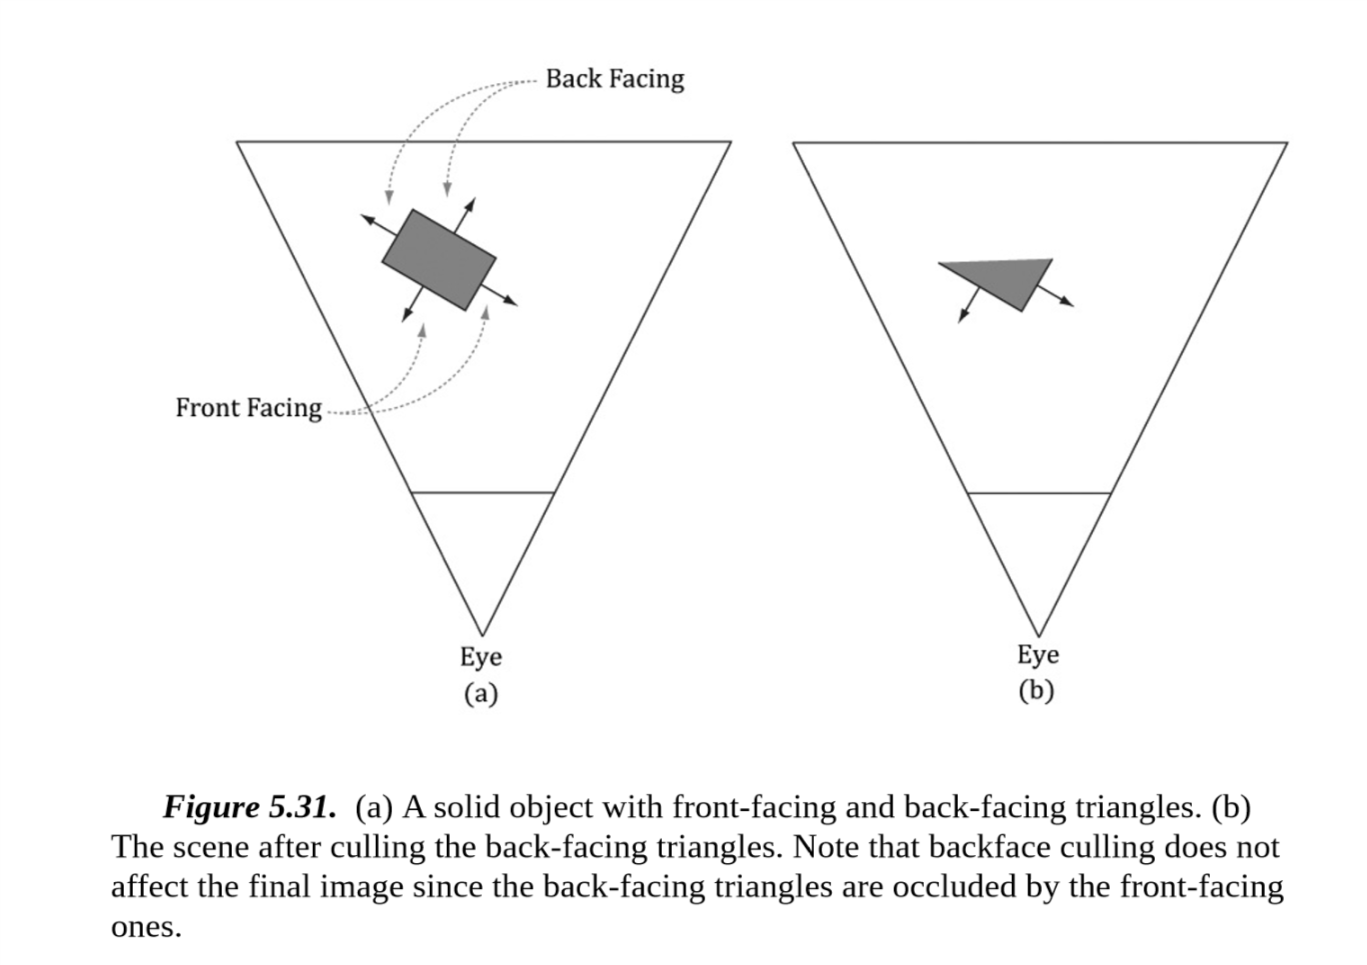 Back Facing
Front Facing
Eye
(a)
Eye
(b)
Figure 5.31. (a) A solid object with front-facing and back-facing triangles. (b)
The scene after culling the back-facing triangles. Note that backface culling does not
affect the final image since the back-facing triangles are occluded by the front-facing
ones.